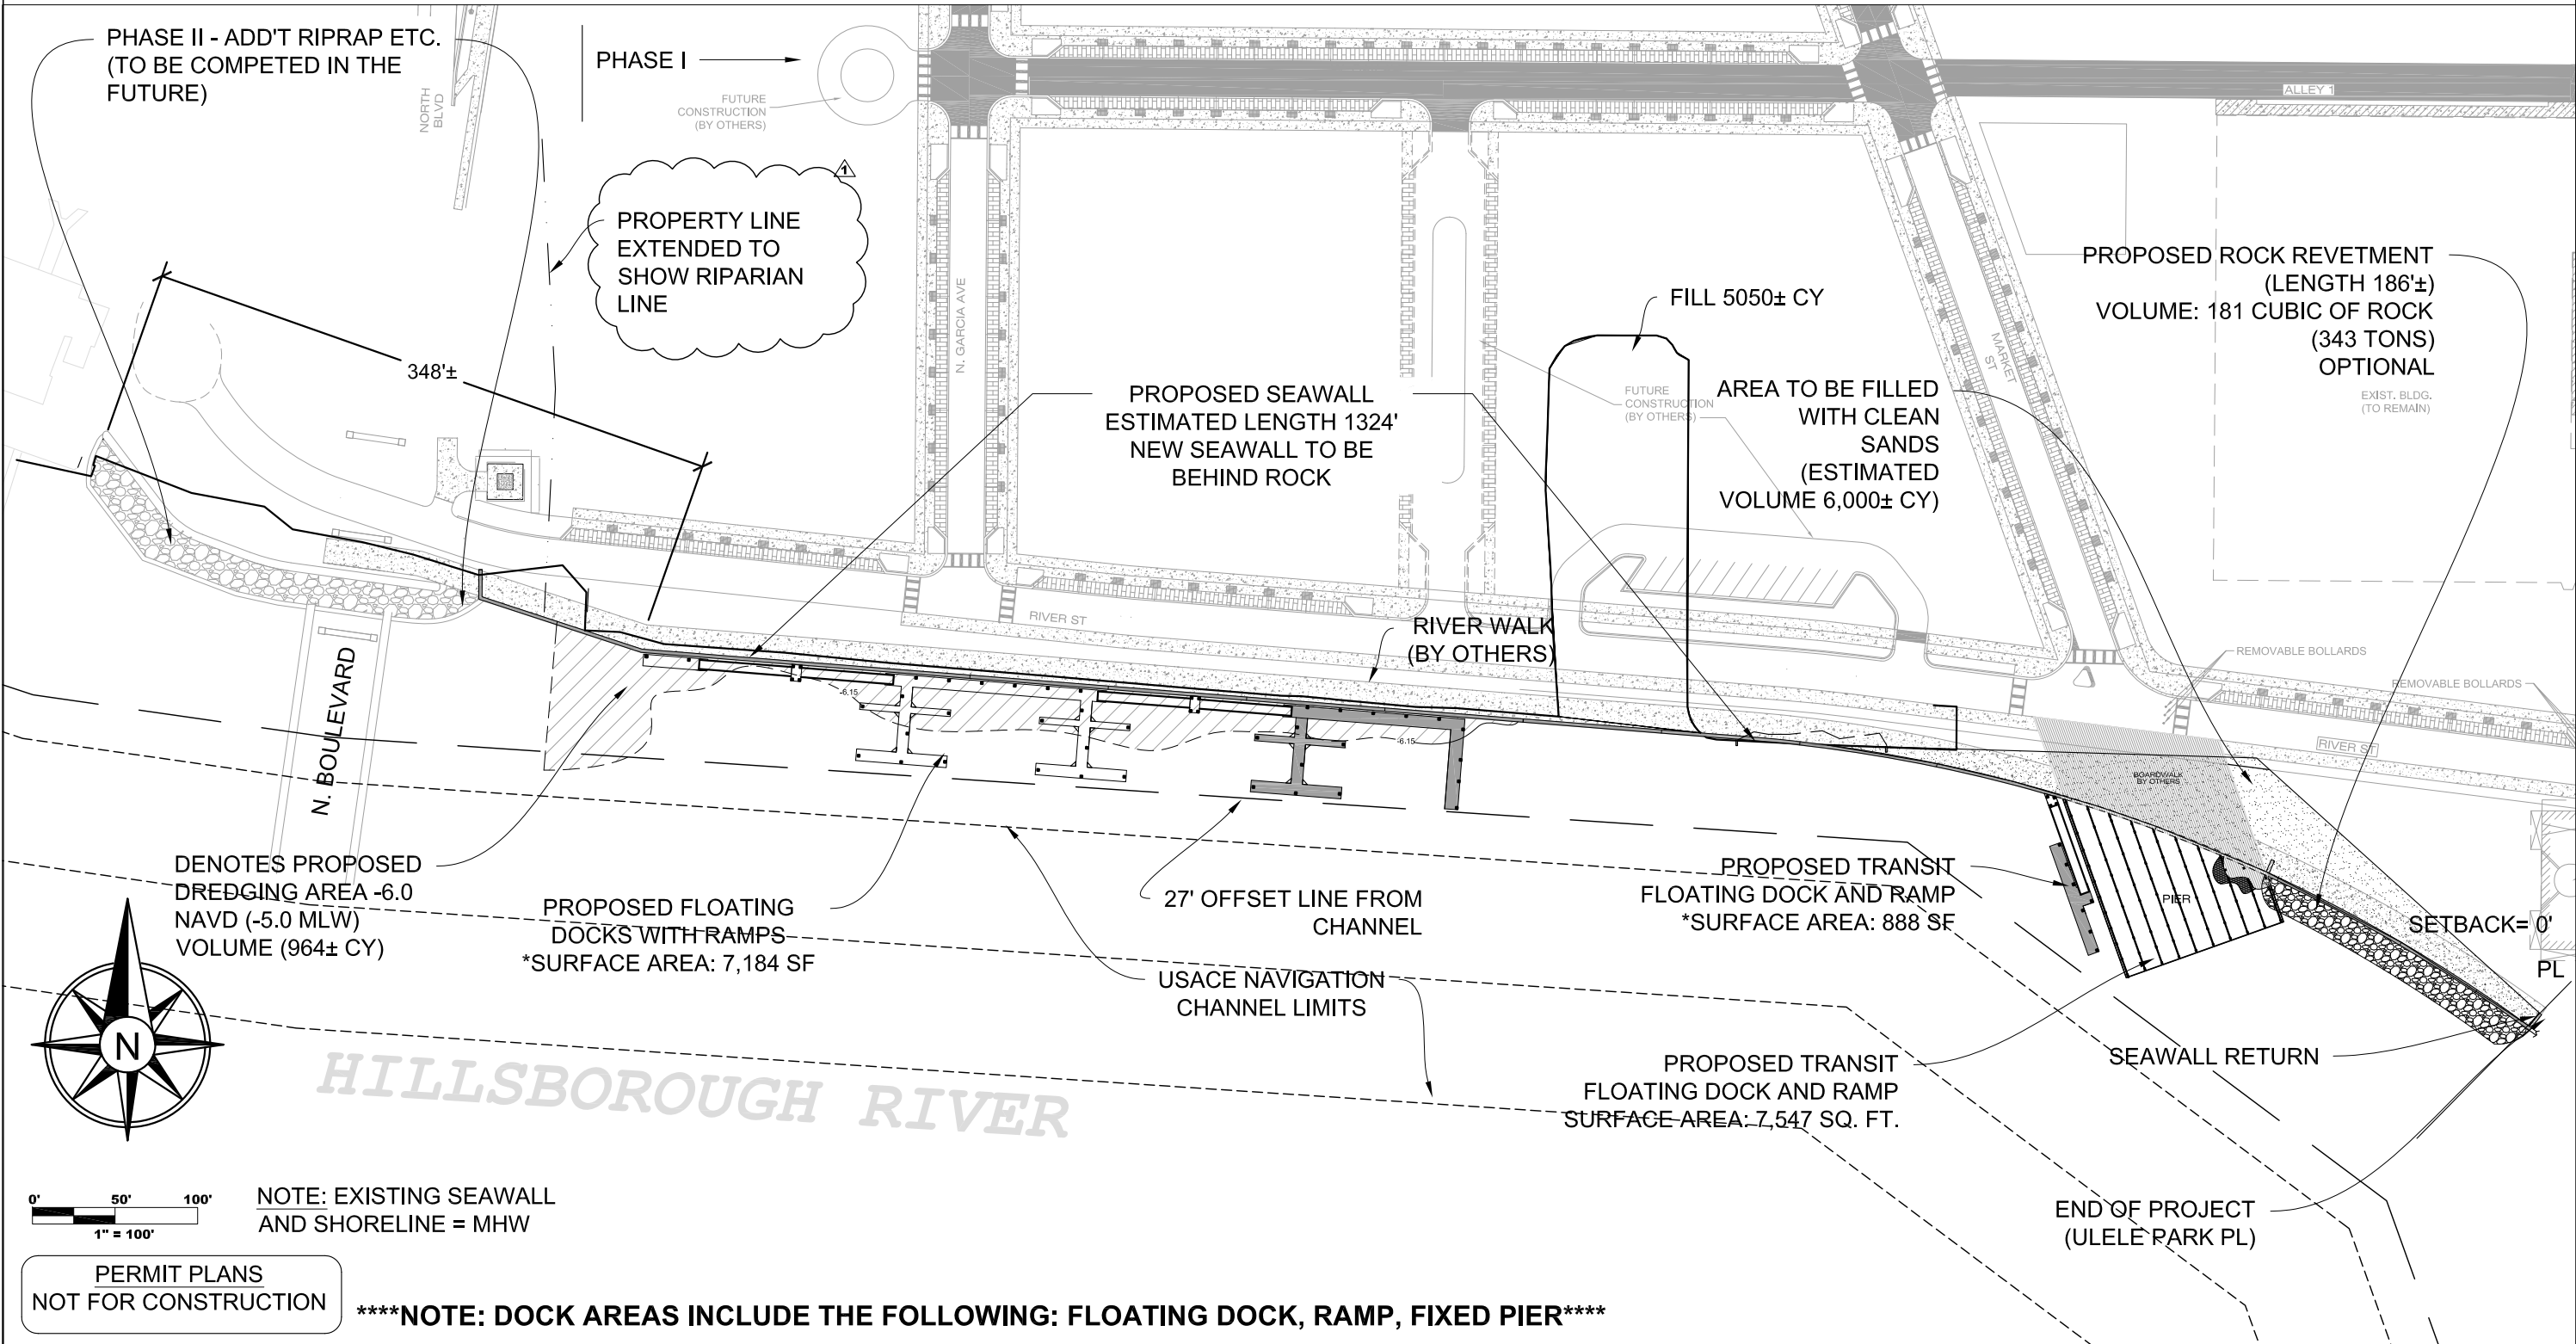 PHASE II - ADD'T RIPRAP ETC.
(TO BE COMPETED IN THE
FUTURE)
NORTH
BLVD
PHASE I
FUTURE
CONSTRUCTION
(BY OTHERS)
ALLEY 1
1
PROPERTY LINE
EXTENDED TO
SHOW RIPARIAN
LINE
N. GARCIA AVE
348'±
PROPOSED SEAWALL
ESTIMATED LENGTH 1324'
NEW SEAWALL TO BE
BEHIND ROCK
FILL 5050± CY
FUTURE
CONSTRUCTION
(BY OTHERS)
AREA TO BE FILLED
WITH CLEAN
SANDS
(ESTIMATED
VOLUME 6,000± CY)
MARKET
ST
PROPOSED ROCK REVETMENT
(LENGTH 186'±)
VOLUME: 181 CUBIC OF ROCK
(343 TONS)
OPTIONAL
EXIST. BLDG.
(TO REMAIN)
RIVER ST
RIVER WALK
(BY OTHERS)
REMOVABLE BOLLARDS
REMOVABLE BOLLARDS
RIVER ST
BOARDWALK
BY OTHERS
-6.15
-6.15
N. BOULEVARD
DENOTES PROPOSED
DREDGING AREA -6.0
NAVD (-5.0 MLW)
VOLUME (964± CY)
PROPOSED FLOATING
DOCKS WITH RAMPS
*SURFACE AREA: 7,184 SF
27' OFFSET LINE FROM
CHANNEL
USACE NAVIGATION
CHANNEL LIMITS
PROPOSED TRANSIT
FLOATING DOCK AND RAMP
*SURFACE AREA: 888 SF
PIER
SETBACK= 0'
PL
PROPOSED TRANSIT
FLOATING DOCK AND RAMP
SURFACE AREA: 7,547 SQ. FT.
SEAWALL RETURN
END OF PROJECT
(ULELE PARK PL)
N
HILLSBOROUGH RIVER
0' 50' 100'
1" = 100'
NOTE: EXISTING SEAWALL
AND SHORELINE = MHW
PERMIT PLANS
NOT FOR CONSTRUCTION
****NOTE: DOCK AREAS INCLUDE THE FOLLOWING: FLOATING DOCK, RAMP, FIXED PIER****